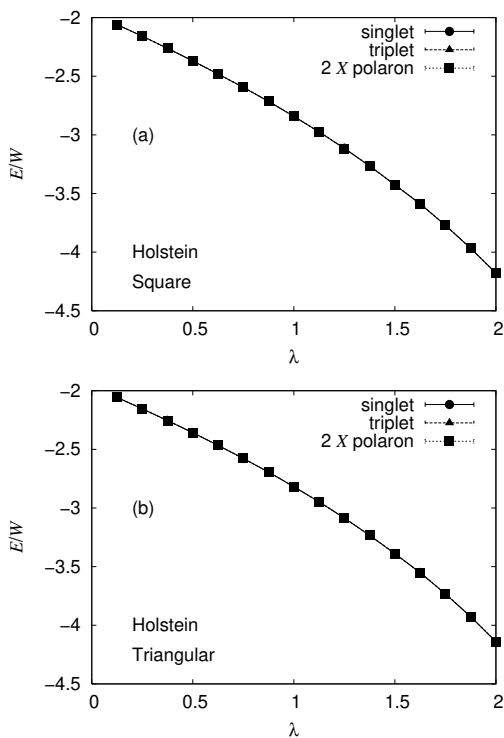 -2
-2.5
-3
-3.5
-4
-4.5
E/W
singlet
triplet
2 X polaron
(a)
Holstein
Square
0 0.5 1 1.5 2
λ
-2
-2.5
-3
-3.5
-4
-4.5
E/W
singlet
triplet
2 X polaron
(b)
Holstein
Triangular
0 0.5 1 1.5 2
λ